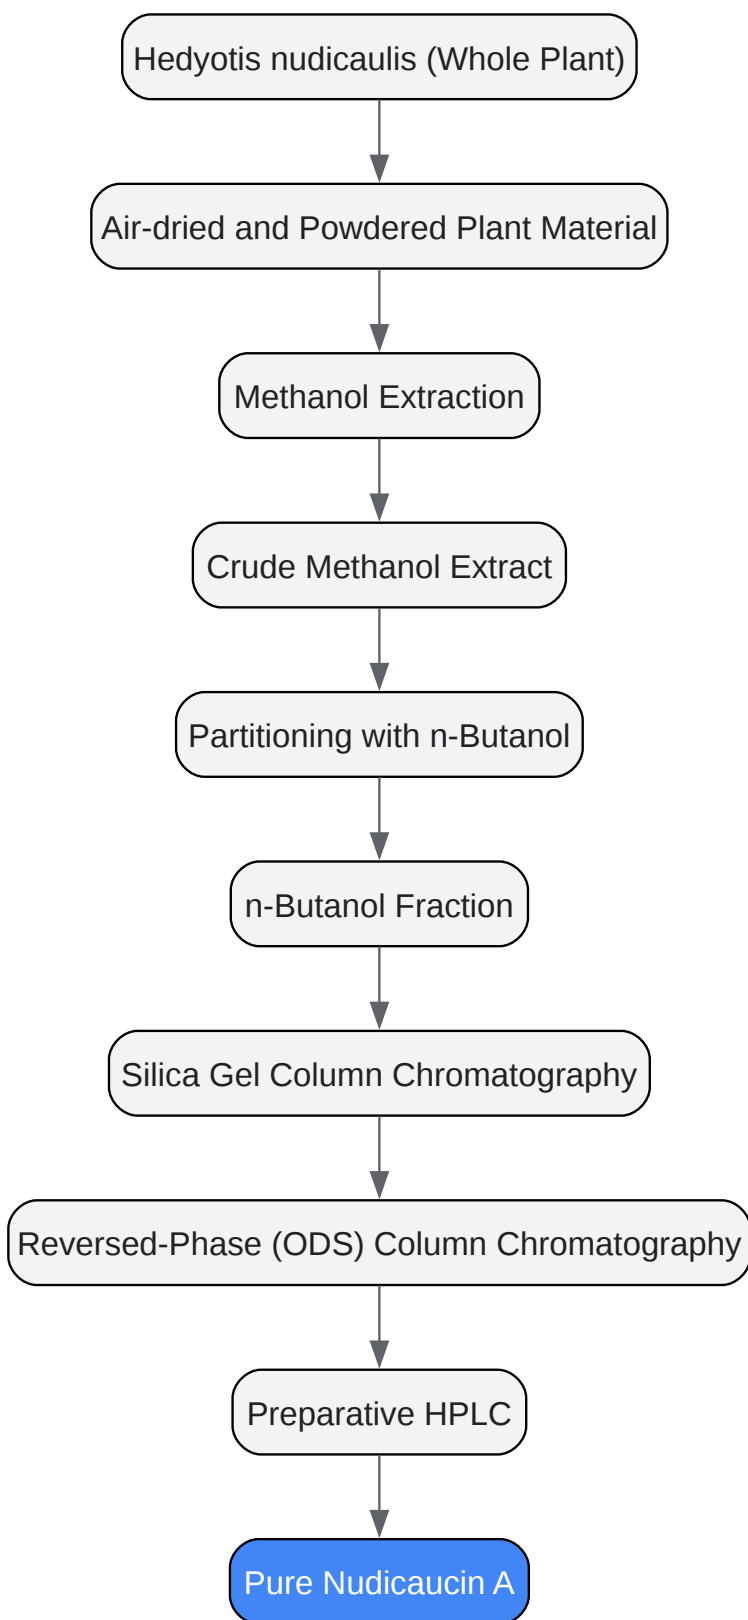 Hedyotis nudicaulis (Whole Plant)
Air-dried and Powdered Plant Material
Methanol Extraction
Crude Methanol Extract
Partitioning with n-Butanol
n-Butanol Fraction
Silica Gel Column Chromatography
Reversed-Phase (ODS) Column Chromatography
Preparative HPLC
Pure Nudicaucin A